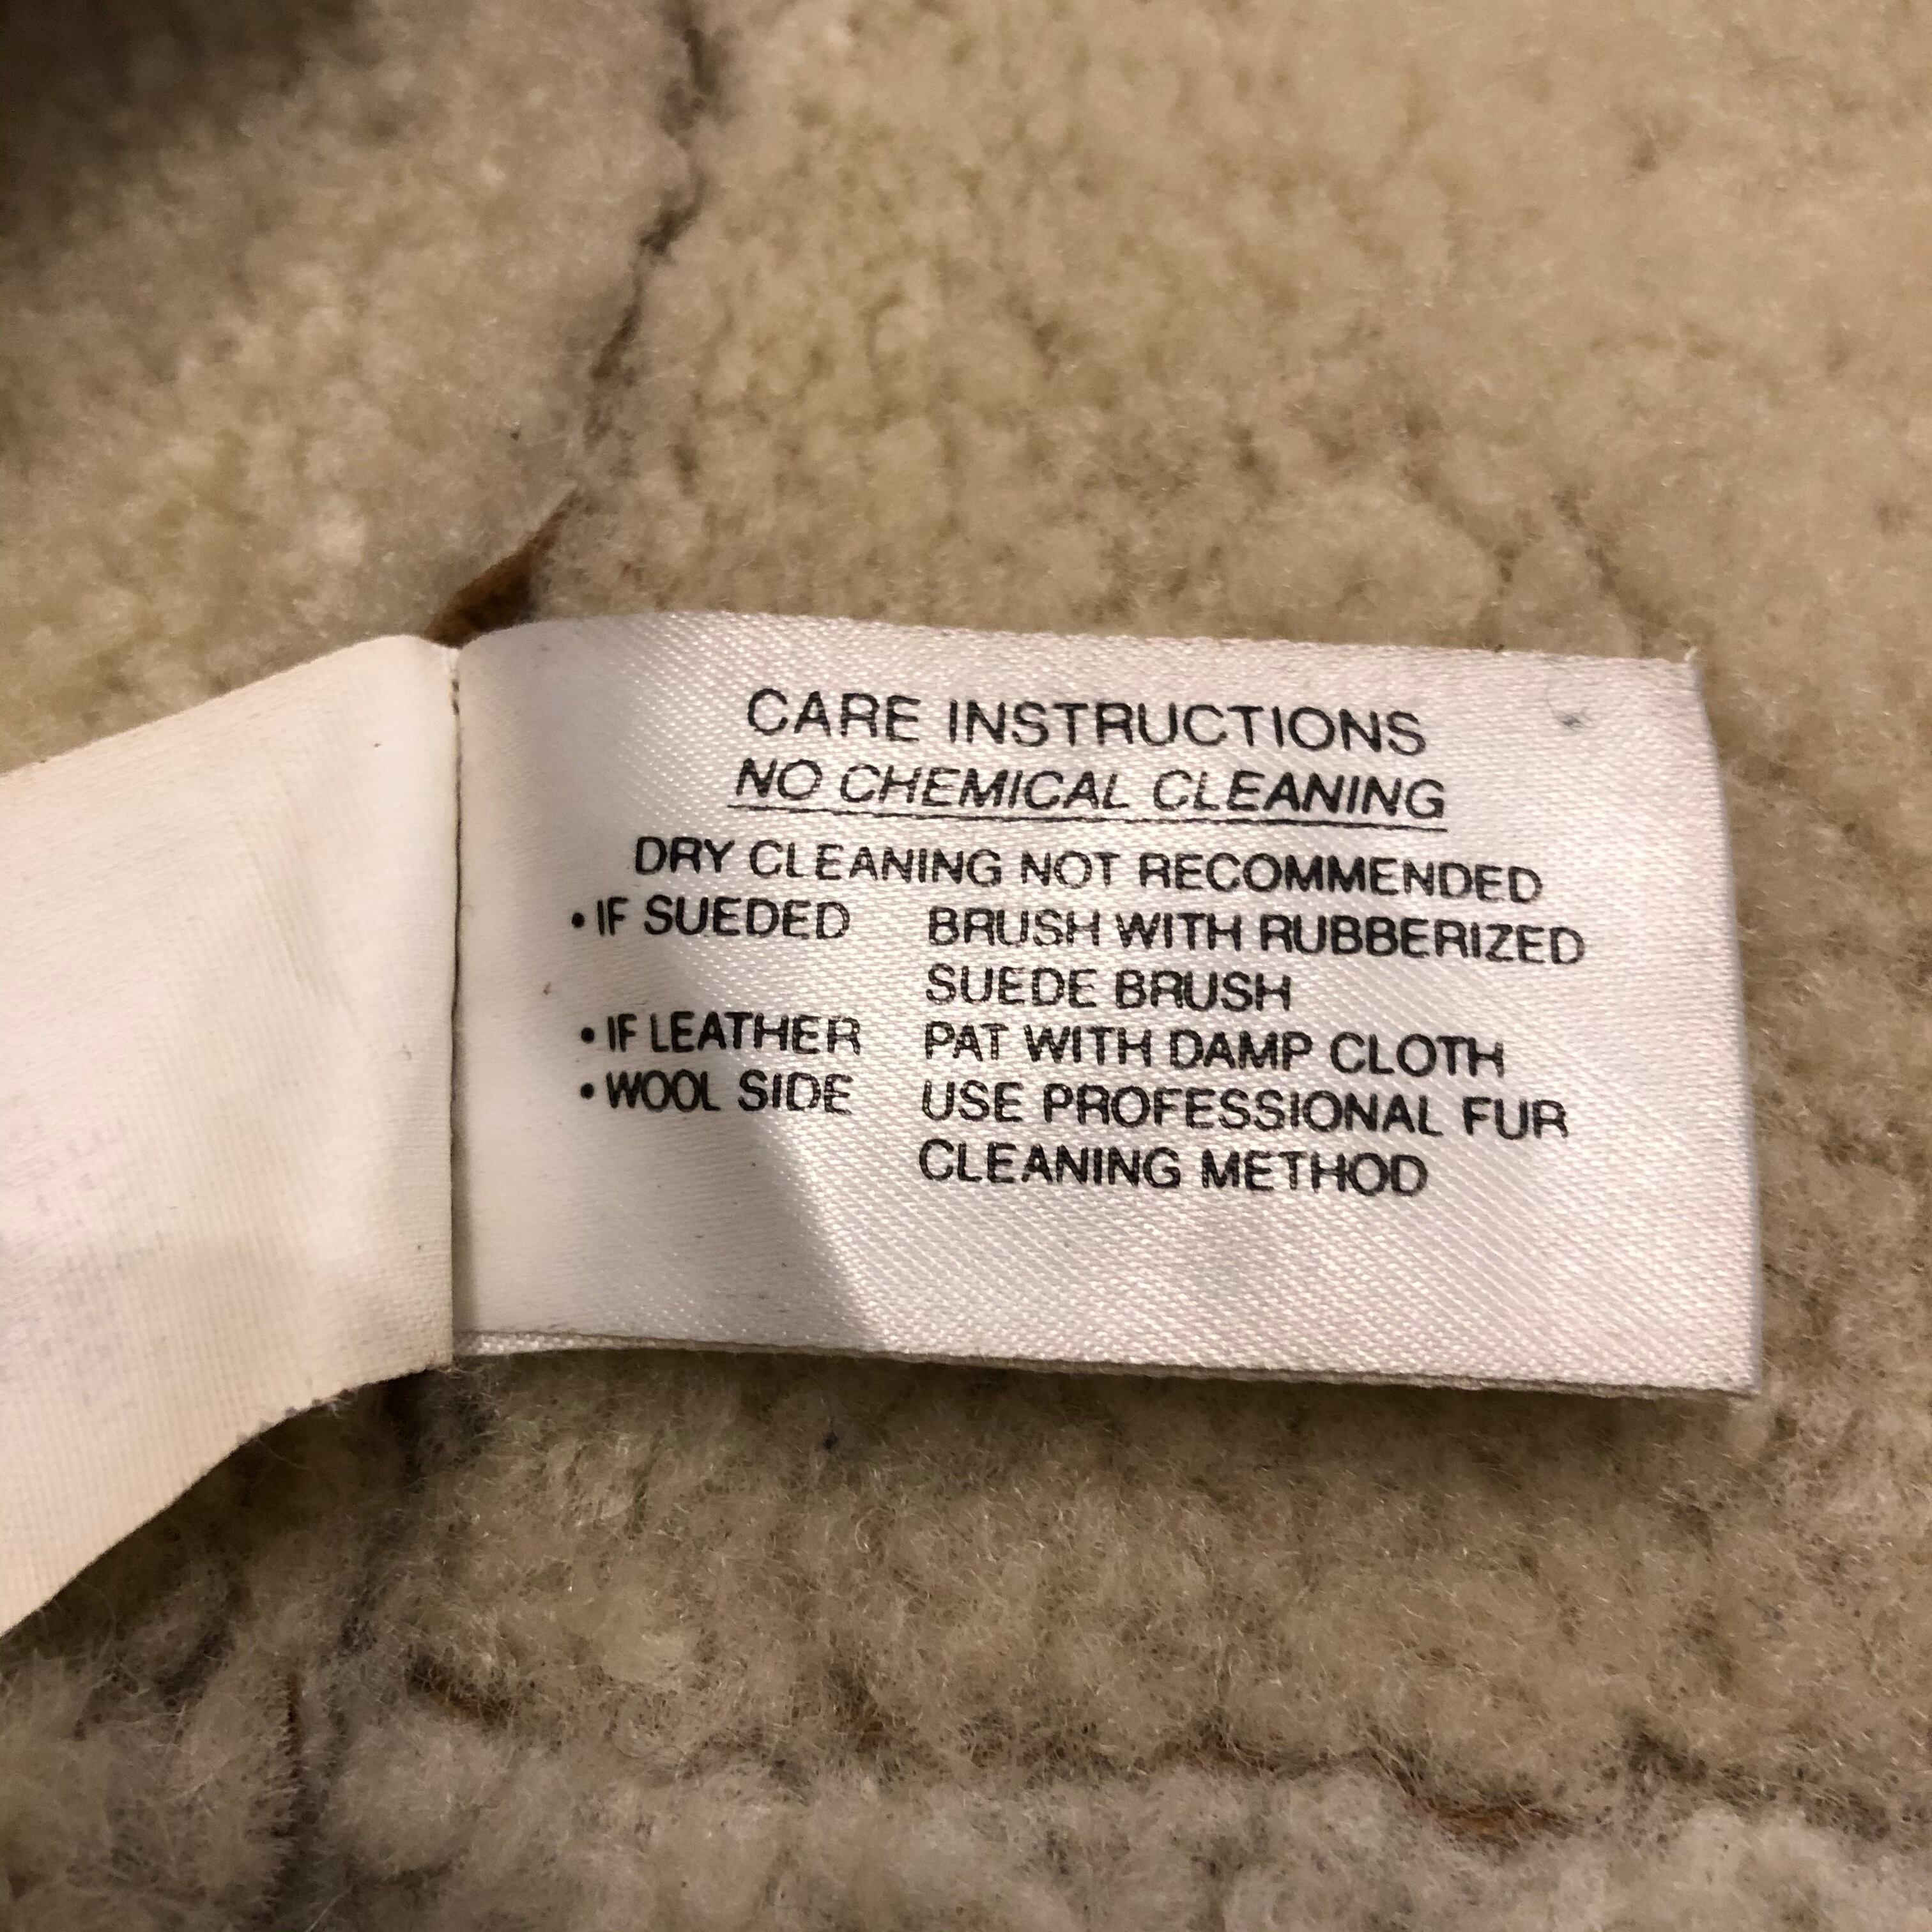 CARE INSTRUCTIONS
NO CHEMICAL CLEANING
DRY CLEANING NOT RECOMMENDED
• IF SUEDED BRUSH WITH RUBBERIZED
SUEDE BRUSH
• IF LEATHER PAT WITH DAMP CLOTH
• WOOL SIDE USE PROFESSIONAL FUR
CLEANING METHOD